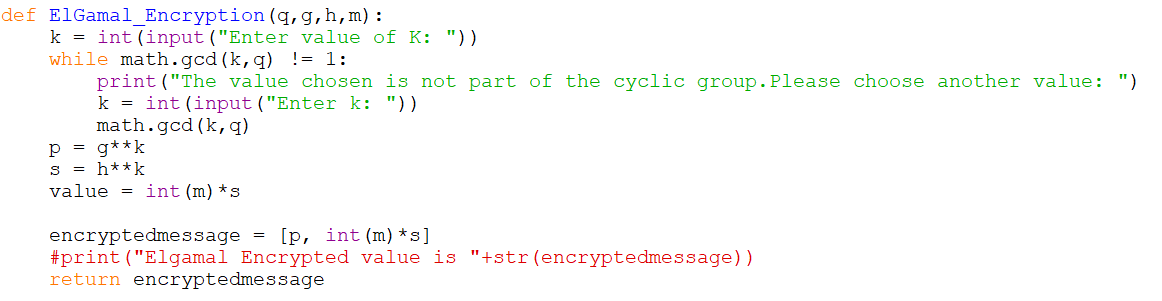 def ElGamal_Encryption(q,g,h,m):
    k = int(input("Enter value of K: "))
    while math.gcd(k,q) != 1:
        print("The value chosen is not part of the cyclic group.Please choose another value: ")
        k = int(input("Enter k: "))
        math.gcd(k,q)
    p = g**k
    s = h**k
    value = int(m)*s

    encryptedmessage = [p, int(m)*s]
    #print("Elgamal Encrypted value is "+str(encryptedmessage))
    return encryptedmessage